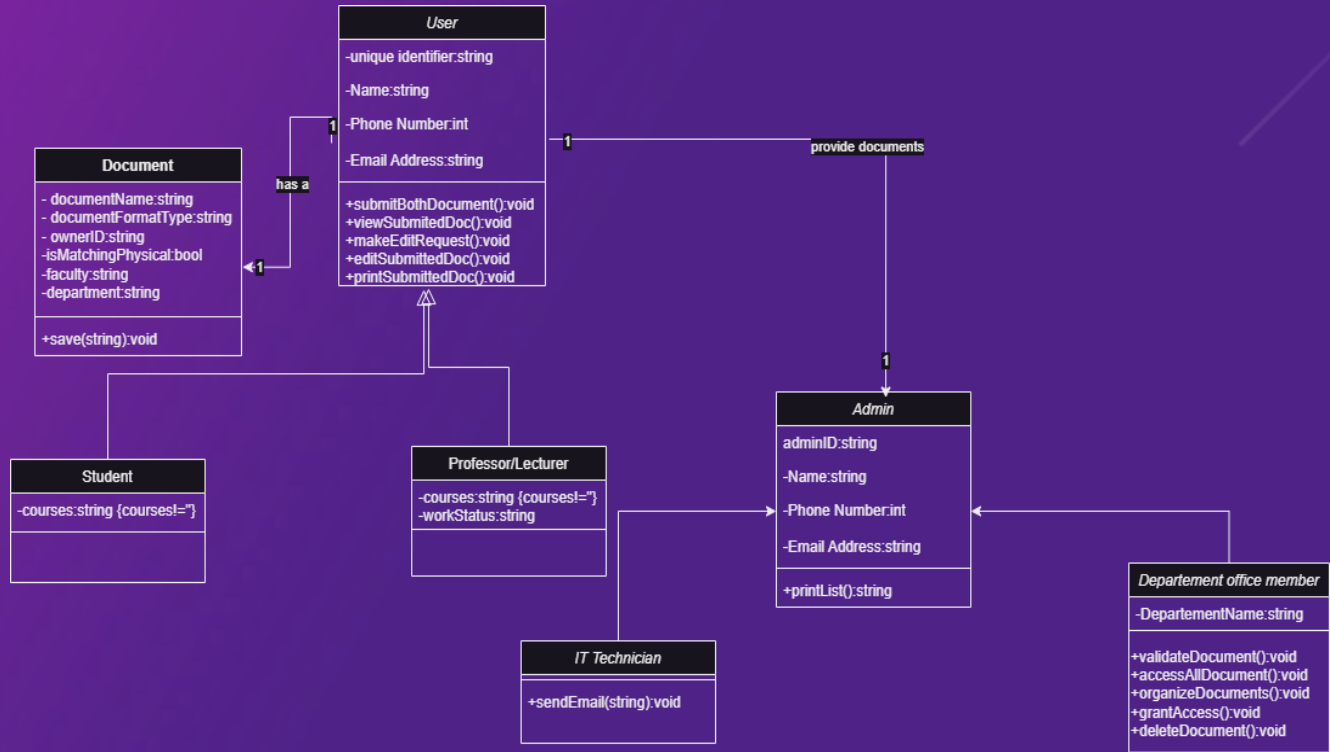 User
-unique identifier:string
-Name:string
-Phone Number:int
-Email Address:string
+submitBothDocument():void
+viewSubmitedDoc():void
+makeEditRequest():void
+editSubmittedDoc():void
+printSubmittedDoc():void
1
has a
1
1
provide documents
1
Document
- documentName:string
- documentFormatType:string
- ownerID:string
-isMatchingPhysical:bool
-faculty:string
-department:string
+save(string):void
Student
-courses:string {courses!=''}
Professor/Lecturer
-courses:string {courses!=''}
-workStatus:string
Admin
adminID:string
-Name:string
-Phone Number:int
-Email Address:string
+printList():string
IT Technician
+sendEmail(string):void
Departement office member
-DepartementName:string
+validateDocument():void
+accessAllDocument():void
+organizeDocuments():void
+grantAccess():void
+deleteDocument():void